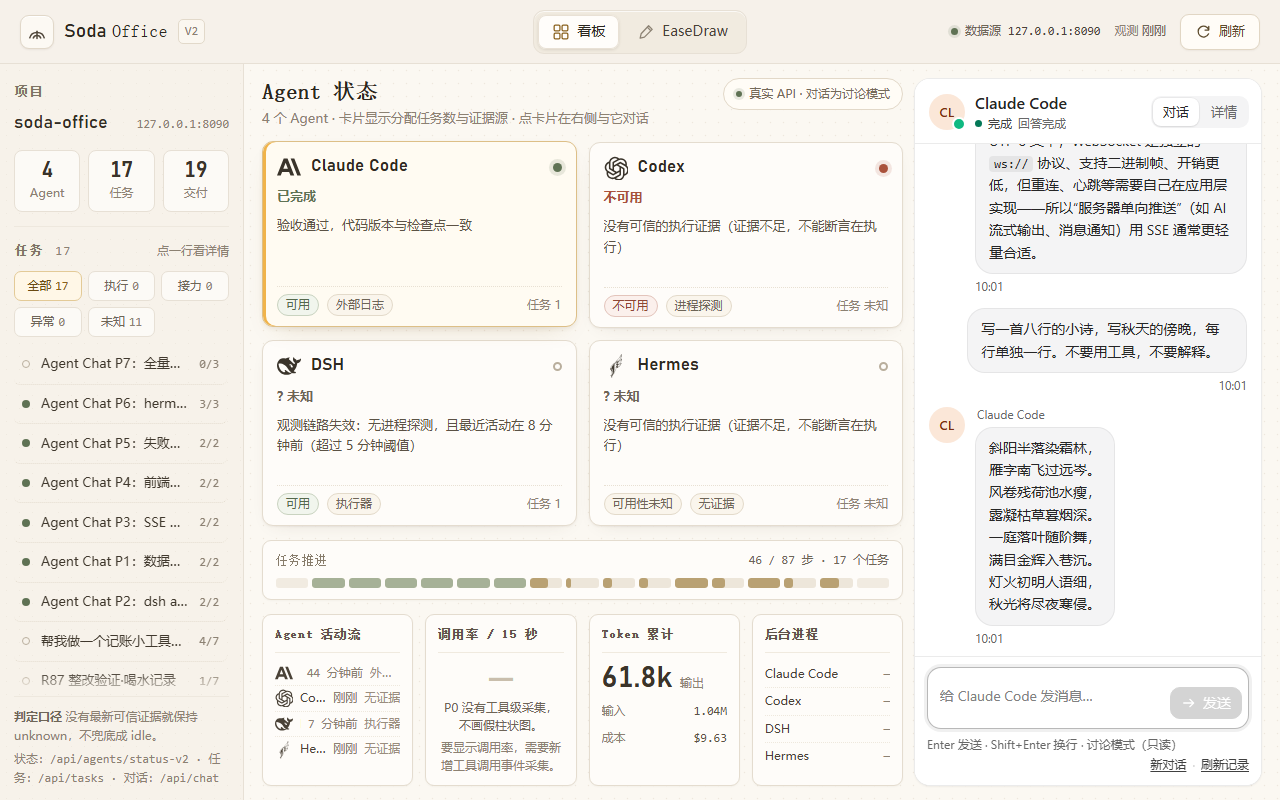 Soda Office V2
看板
EaseDraw
数据源 127.0.0.1:8090 观测 刚刚
刷新
项目
soda-office 127.0.0.1:8090
4 Agent
17 任务
19 交付
任务 17 点一行看详情
全部 17
执行 0
接力 0
异常 0
未知 11
Agent Chat P7：全量... 0/3
Agent Chat P6：herm... 3/3
Agent Chat P5：失败... 2/2
Agent Chat P4：前端... 2/2
Agent Chat P3：SSE ... 2/2
Agent Chat P1：数据... 2/2
Agent Chat P2：dsh a... 2/2
帮我做一个记账小工具... 4/7
R87 整改验证·喝水记录 1/7
判定口径 没有最新可信证据就保持
unknown，不兜底成 idle。
状态：/api/agents/status-v2 · 任
务：/api/tasks · 对话：/api/chat
Agent 状态
4 个 Agent · 卡片显示分配任务数与证据源 · 点卡片在右侧与它对话
真实 API · 对话为讨论模式
Claude Code
已完成
验收通过，代码版本与检查点一致
可用 外部日志 任务 1
Codex
不可用
没有可信的执行证据（证据不足，不能断言在执
行）
不可用 进程探测 任务 未知
DSH
? 未知
观测链路失效：无进程探测，且最近活动在 8 分
钟前（超过 5 分钟阈值）
可用 执行器 任务 1
Hermes
? 未知
没有可信的执行证据（证据不足，不能断言在执
行）
可用性未知 无证据 任务 未知
任务推进 46 / 87 步 · 17 个任务
Agent 活动流
44 分钟前 外...
Co... 刚刚 无证据
7 分钟前 执行器
He... 刚刚 无证据
调用率 / 15 秒
—
P0 没有工具级采集，
不画假柱状图。
要显示调用率，需要新
增工具调用事件采集。
Token 累计
61.8k 输出
输入 1.04M
成本 $9.63
后台进程
Claude Code –
Codex –
DSH –
Hermes –
CL
Claude Code
完成 回答完成
对话
详情
ws:// 协议、支持二进制帧、开销更
低，但重连、心跳等需要自己在应用层
实现——所以“服务器单向推送”（如 AI
流式输出、消息通知）用 SSE 通常更轻
量合适。
10:01
写一首八行的小诗，写秋天的傍晚，每
行单独一行。不要用工具，不要解释。
10:01
CL
Claude Code
斜阳半落染霜林，
雁字南飞过远岑。
风卷残荷池水瘦，
露凝枯草暮烟深。
一庭落叶随阶舞，
满目金辉入巷沉。
灯火初明人语细，
秋光将尽夜寒侵。
10:01
给 Claude Code 发消息...
发送
Enter 发送 · Shift+Enter 换行 · 讨论模式（只读）
新对话 · 刷新记录